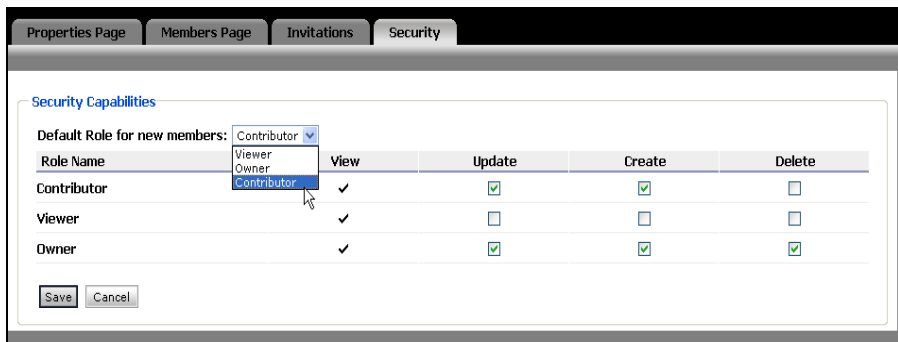 Properties Page Members Page Invitations Security
Security Capabilities
Default Role for new members: Contributor
Viewer
Owner
Contributor
Role Name View Update Create Delete
Contributor
Viewer
Owner
Save Cancel